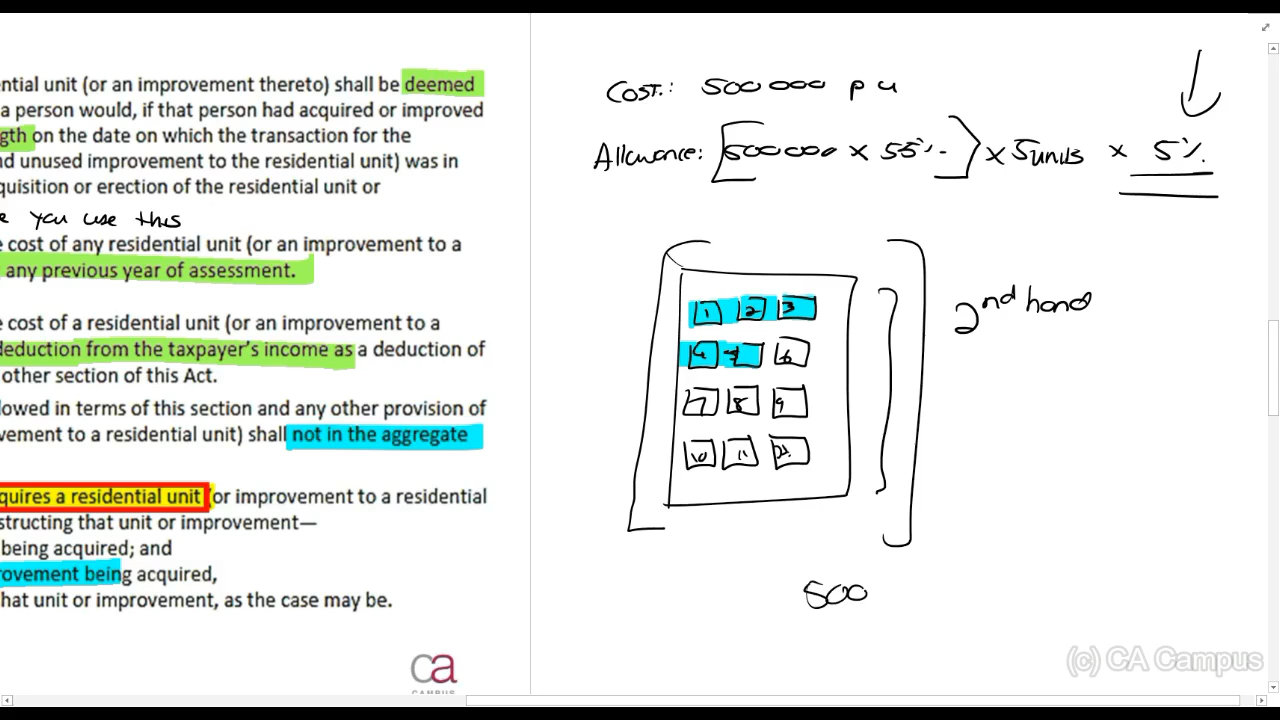 ential unit (or an improvement thereto) shall be deemed
a person would, if that person had acquired or improved
gth on the date on which the transaction for the
nd unused improvement to the residential unit) was in
quisition or erection of the residential unit or
e you use this
e cost of any residential unit (or an improvement to a
any previous year of assessment.
e cost of a residential unit (or an improvement to a
deduction from the taxpayer's income as a deduction of
other section of this Act.
lowed in terms of this section and any other provision of
vement to a residential unit) shall not in the aggregate
quires a residential unit (or improvement to a residential
structing that unit or improvement—
being acquired; and
rovement being acquired,
hat unit or improvement, as the case may be.
ca
CAMPUS
Cost: 500 000 p u
Allowance: [500 000 x 55%] x 5 units x 5%
1 2 3
4 5 6
7 8 9
10 11 12
2nd hand
500
(c) CA Campus